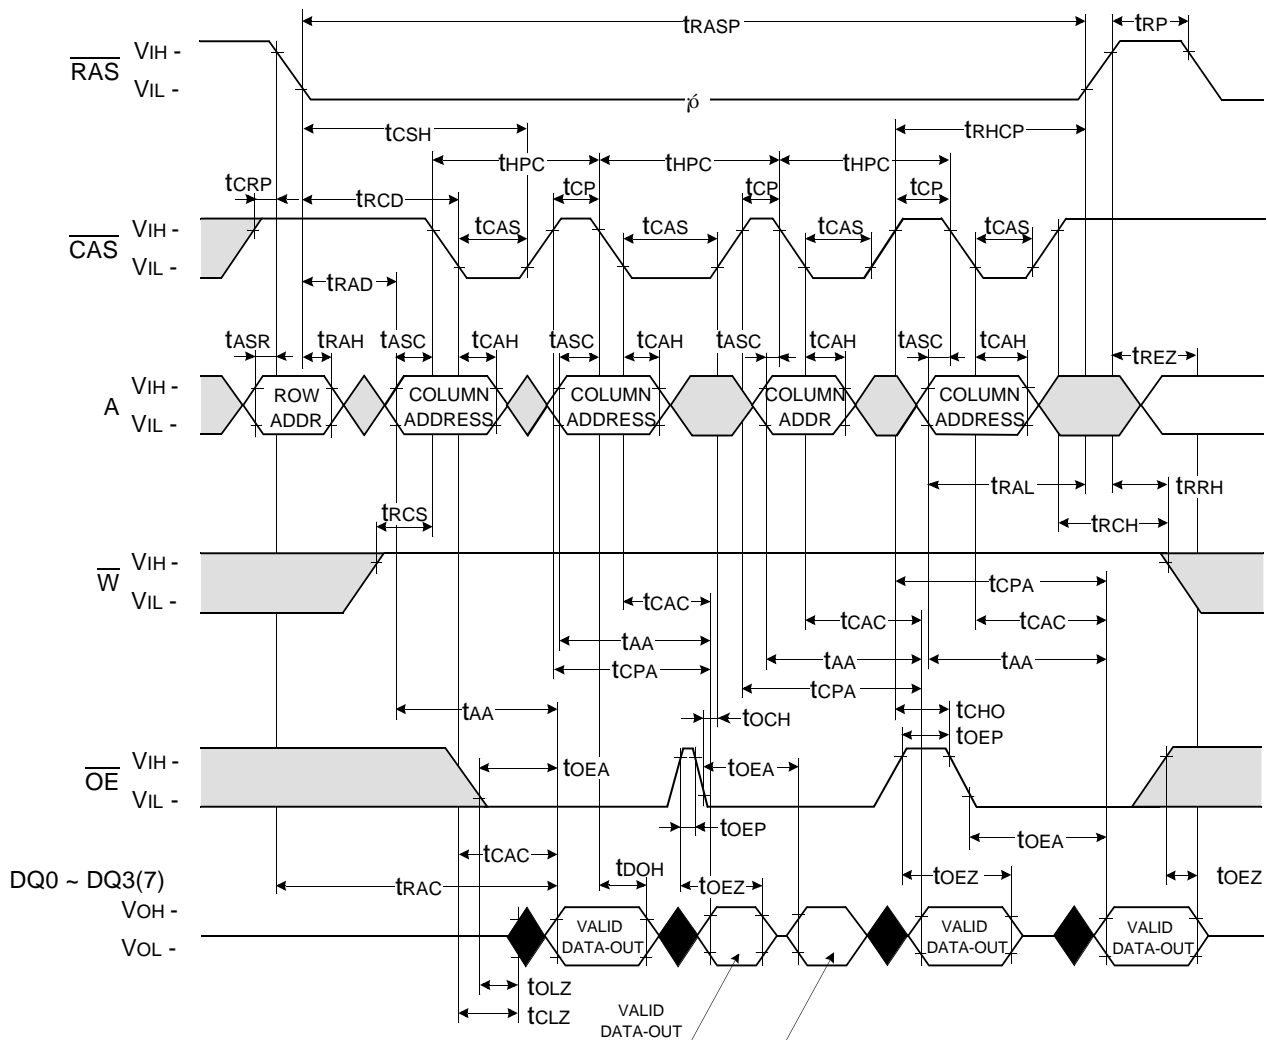 tRASP tRP
RAS VIH -
VIL -
ρ́
tCSH tRHCP
tHPC tHPC tHPC
tCRP tRCD tCP tCP tCP
CAS VIH - tCAS tCAS tCAS tCAS
VIL -
tRAD
tASR tRAH tASC tCAH tASC tCAH tASC tCAH tASC tCAH tREZ
A VIH - ROW COLUMN COLUMN COLUMN COLUMN
VIL - ADDR ADDRESS ADDRESS ADDR ADDRESS
tRAL tRRH
tRCS tRCH
W VIH -
tCPA
VIL - tCAC tCAC tCAC
tAA tAA tAA
tCPA tCPA
tAA tOCH tCHO
tOEP
OE VIH - tOEA tOEA
VIL -
tOEP tOEA
tCAC tDOH
DQ0 ~ DQ3(7) tRAC tOEZ tOEZ tOEZ
VOH - VALID VALID VALID
VOL - DATA-OUT DATA-OUT DATA-OUT
tOLZ
tCLZ VALID
DATA-OUT